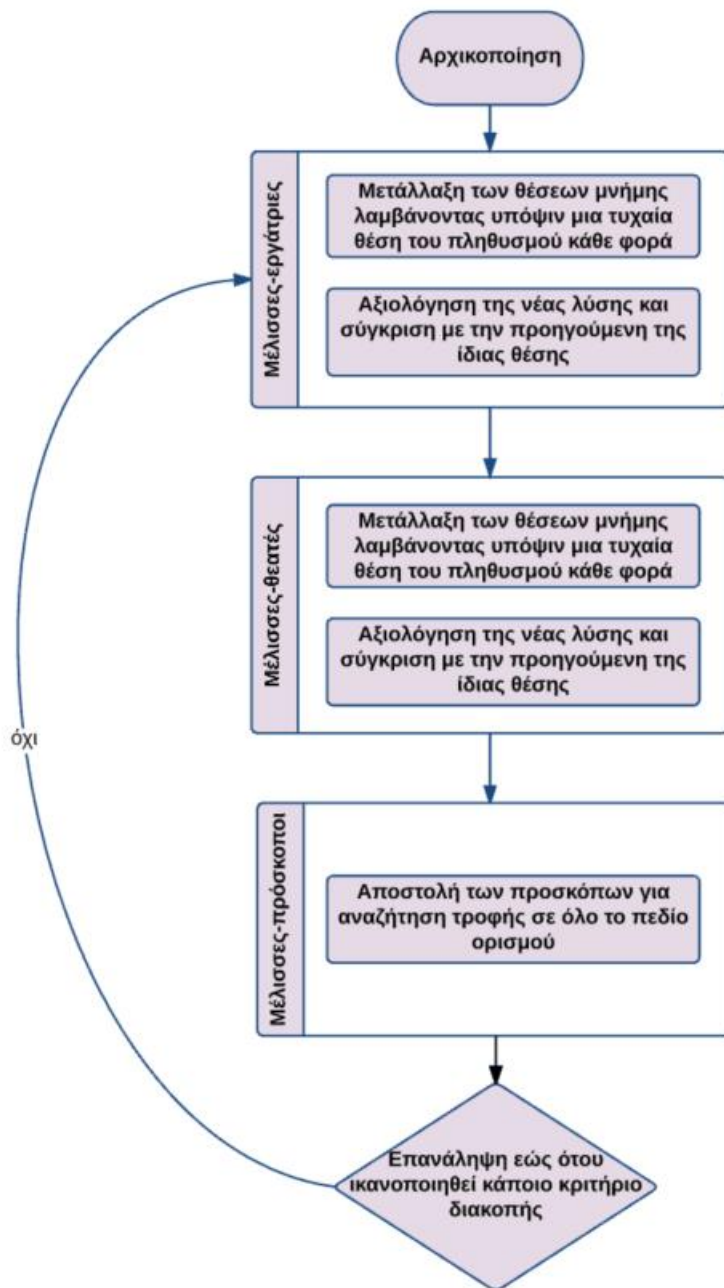 Αρχικοποίηση
Μέλισσες-εργάτριες
Μετάλλαξη των θέσεων μνήμης
λαμβάνοντας υπόψιν μια τυχαία
θέση του πληθυσμού κάθε φορά
Αξιολόγηση της νέας λύσης και
σύγκριση με την προηγούμενη της
ίδιας θέσης
Μέλισσες-θεατές
Μετάλλαξη των θέσεων μνήμης
λαμβάνοντας υπόψιν μια τυχαία
θέση του πληθυσμού κάθε φορά
Αξιολόγηση της νέας λύσης και
σύγκριση με την προηγούμενη της
ίδιας θέσης
όχι
Μέλισσες-πρόσκοποι
Αποστολή των προσκόπων για
αναζήτηση τροφής σε όλο το πεδίο
ορισμού
Επανάληψη εώς ότου
ικανοποιηθεί κάποιο κριτήριο
διακοπής